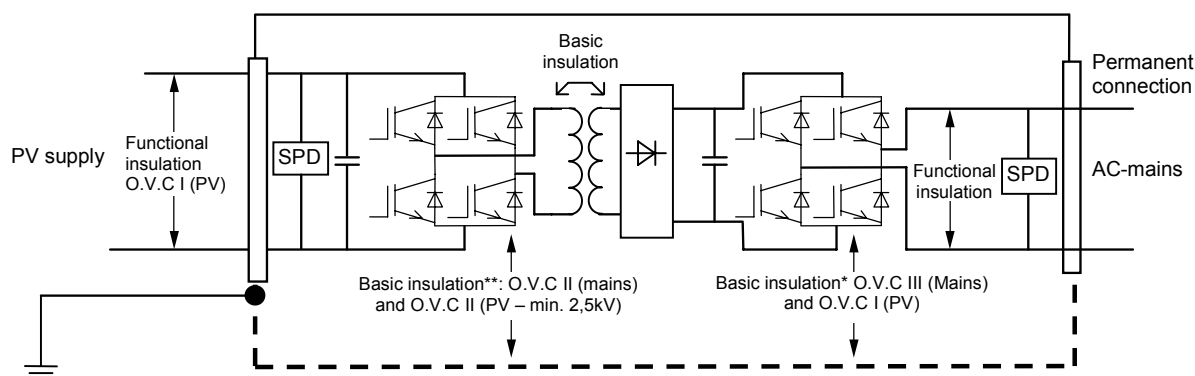 Basic
insulation
Permanent
connection
PV supply
Functional
insulation
O.V.C I (PV)
SPD
Functional
insulation
SPD
AC-mains
Basic insulation**: O.V.C II (mains)
and O.V.C II (PV – min. 2,5kV)
Basic insulation* O.V.C III (Mains)
and O.V.C I (PV)